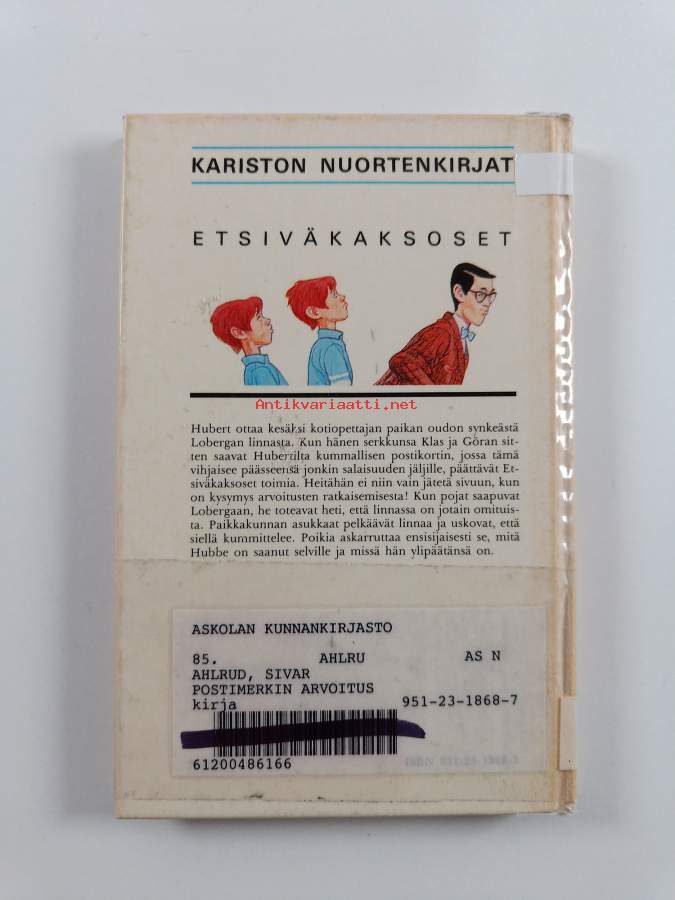 KARISTON NUORTENKIRJAT
ETSIVÄKAKSOSET
Antikvariaatti.net
Hubert ottaa kesäksi kotiopettajan paikan oudon synkeästä
Lobergan linnasta. Kun hänen serkkunsa Klas ja Göran sit-
ten saavat Hubertilta kummallisen postikortin, jossa tämä
vihjaisee päässeensä jonkin salaisuuden jäljille, päättävät Et-
siväkaksoset toimia. Heitähän ei niin vain jätetä sivuun, kun
on kysymys arvoitusten ratkaisemisesta! Kun pojat saapuvat
Lobergaan, he toteavat heti, että linnassa on jotain omituis-
ta. Paikkakunnan asukkaat pelkäävät linnaa ja uskovat, että
siellä kummittelee. Poikia askarruttaa ensisijaisesti se, mitä
Hubbe on saanut selville ja missä hän ylipäätänsä on.
ASKOLAN KUNNANKIRJASTO
85. AHLRU AS N
AHLRUD, SIVAR
POSTIMERKIN ARVOITUS
kirja 951-23-1868-7
61200486166 ISBN 951-23-1868-7